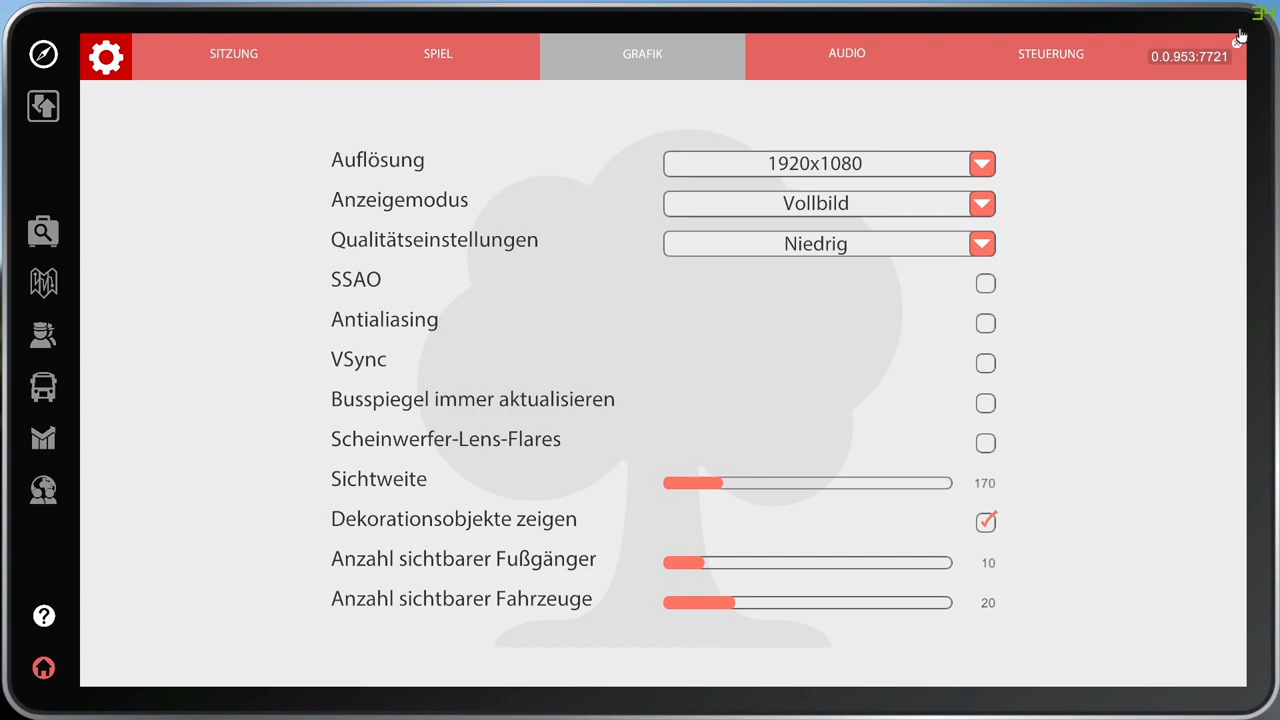 34
SITZUNG SPIEL GRAFIK AUDIO STEUERUNG 0.0.953:7721
Auflösung 1920x1080
Anzeigemodus Vollbild
Qualitätseinstellungen Niedrig
SSAO
Antialiasing
VSync
Busspiegel immer aktualisieren
Scheinwerfer-Lens-Flares
Sichtweite 170
Dekorationsobjekte zeigen
Anzahl sichtbarer Fußgänger 10
Anzahl sichtbarer Fahrzeuge 20
?